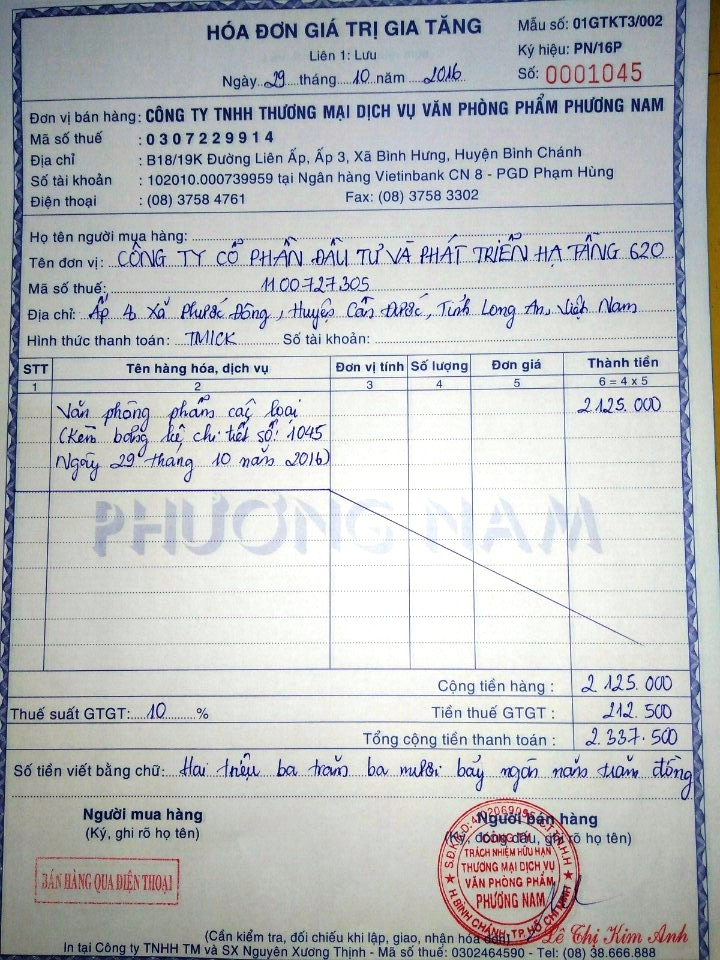 HÓA ĐƠN GIÁ TRỊ GIA TĂNG
Mẫu số: 01GTKT3/002
Liên 1: Lưu
Ký hiệu: PN/16P
Ngày 29 tháng 10 năm 2016
Số: 0001045
Đơn vị bán hàng: CÔNG TY TNHH THƯƠNG MẠI DỊCH VỤ VĂN PHÒNG PHẨM PHƯƠNG NAM
Mã số thuế : 0307229914
Địa chỉ : B18/19K Đường Liên Ấp, Ấp 3, Xã Bình Hưng, Huyện Bình Chánh
Số tài khoản : 102010.000739959 tại Ngân hàng Vietinbank CN 8 - PGD Phạm Hùng
Điện thoại : (08) 3758 4761 Fax: (08) 3758 3302
Họ tên người mua hàng:
Tên đơn vị: CÔNG TY CỔ PHẦN ĐẦU TƯ VÀ PHÁT TRIỂN HẠ TẦNG 620
Mã số thuế: 1100727305
Địa chỉ: Ấp 4, Xã Phước Đông, Huyện Cần Đước, Tỉnh Long An, Việt Nam
Hình thức thanh toán: TM/CK Số tài khoản:
STT Tên hàng hóa, dịch vụ Đơn vị tính Số lượng Đơn giá Thành tiền
1 2 3 4 5 6 = 4 x 5
Văn phòng phẩm các loại 2.125.000
(Kèm bảng kê chi tiết số: 1045
Ngày 29 tháng 10 năm 2016)
PHƯƠNG NAM
Cộng tiền hàng : 2.125.000
Thuế suất GTGT: 10 % Tiền thuế GTGT : 212.500
Tổng cộng tiền thanh toán : 2.337.500
Số tiền viết bằng chữ: Hai triệu ba trăm ba mươi bảy ngàn năm trăm đồng
Người mua hàng Người bán hàng
(Ký, ghi rõ họ tên) (Ký, đóng dấu, ghi rõ họ tên)
BÁN HÀNG QUA ĐIỆN THOẠI
CÔNG TY
TRÁCH NHIỆM HỮU HẠN
THƯƠNG MẠI DỊCH VỤ
VĂN PHÒNG PHẨM
PHƯƠNG NAM
H.BÌNH CHÁNH-TP.HỒ CHÍ MINH
Lê Thị Kim Anh
(Cần kiểm tra, đối chiếu khi lập, giao, nhận hóa đơn)
In tại Công ty TNHH TM và SX Nguyên Xương Thịnh - Mã số thuế: 0302464590 - Tel: (08) 38.666.888